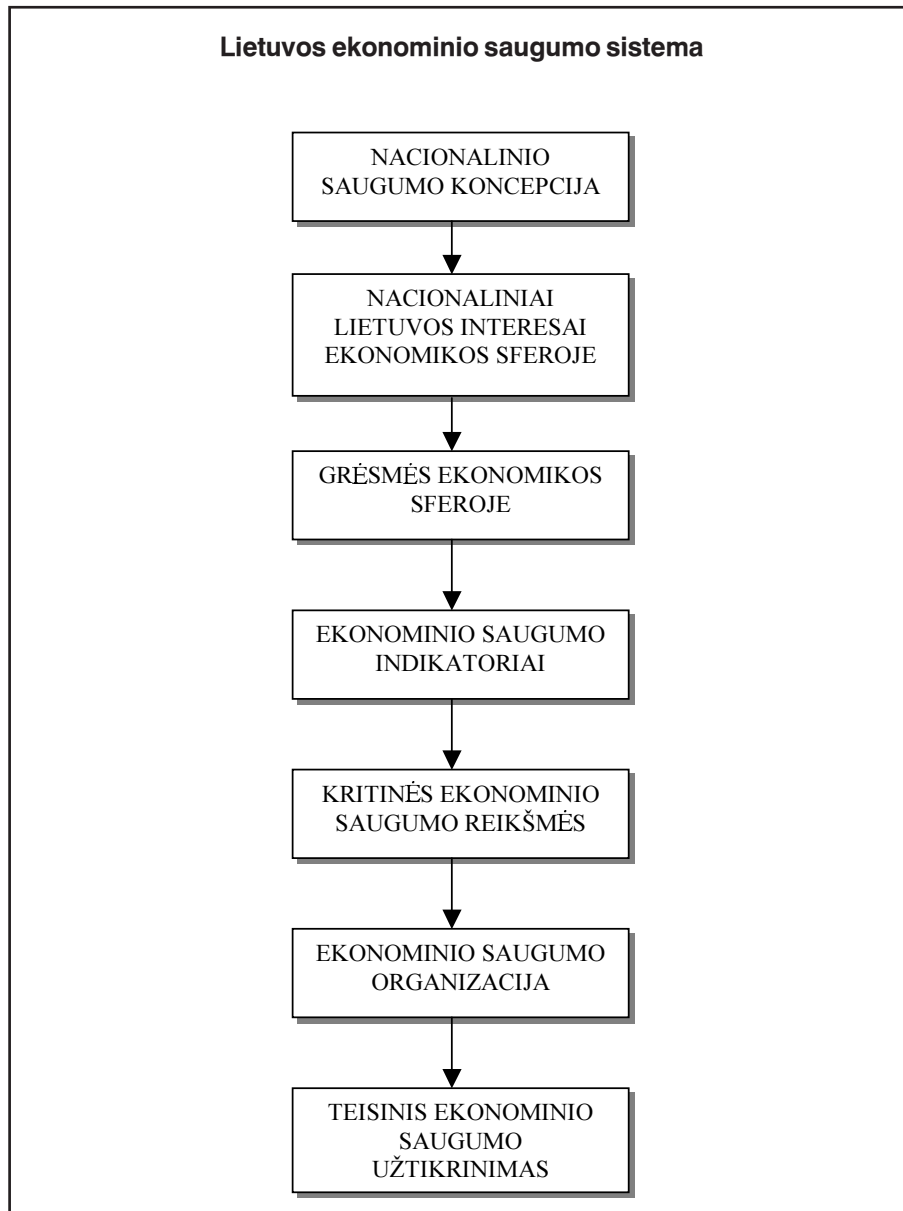 Lietuvos ekonominio saugumo sistema
NACIONALINIO
SAUGUMO KONCEPCIJA
NACIONALINIAI
LIETUVOS INTERESAI
EKONOMIKOS SFEROJE
GRĖSMĖS EKONOMIKOS
SFEROJE
EKONOMINIO SAUGUMO
INDIKATORIAI
KRITINĖS EKONOMINIO
SAUGUMO REIKŠMĖS
EKONOMINIO SAUGUMO
ORGANIZACIJA
TEISINIS EKONOMINIO
SAUGUMO
UŽTIKRINIMAS